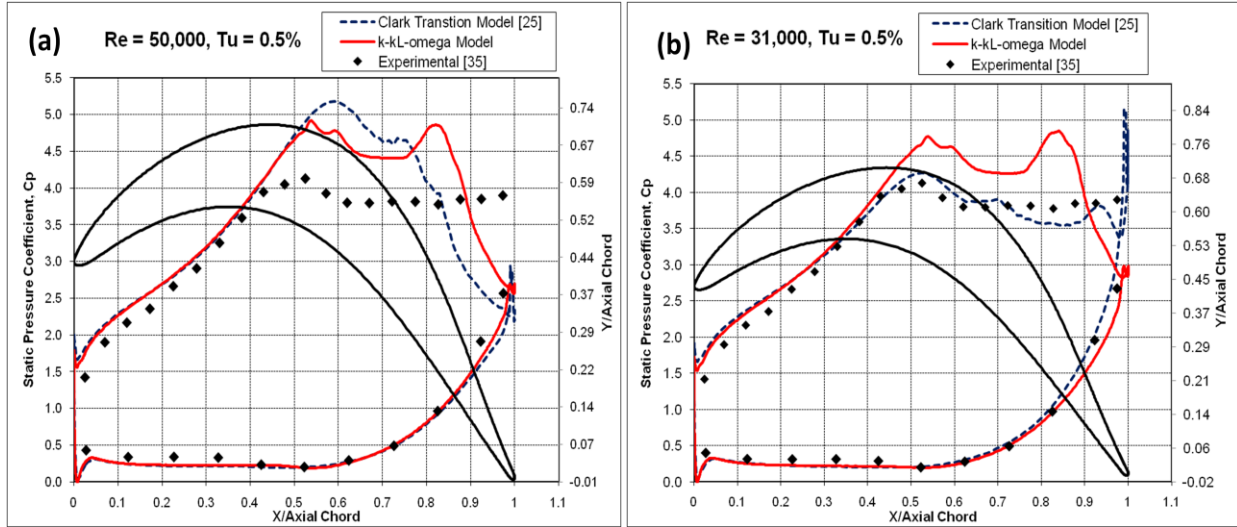 (a)
Re = 50,000, Tu = 0.5%
Clark Transtion Model [25]
k-kL-omega Model
Experimental [35]
Static Pressure Coefficient, Cp
5.5
5.0
4.5
4.0
3.5
3.0
2.5
2.0
1.5
1.0
0.5
0.0
0 0.1 0.2 0.3 0.4 0.5 0.6 0.7 0.8 0.9 1 1.1
X/Axial Chord
0.74
0.67
0.59
0.52
0.44
0.37
0.29
0.22
0.14
0.07
-0.01
Y/Axial Chord
(b)
Re = 31,000, Tu = 0.5%
Clark Transition Model [25]
k-kL-omega Model
Experimental [35]
Static Pressure Coefficient, Cp
5.5
5.0
4.5
4.0
3.5
3.0
2.5
2.0
1.5
1.0
0.5
0.0
0 0.1 0.2 0.3 0.4 0.5 0.6 0.7 0.8 0.9 1 1.1
X/Axial Chord
0.84
0.76
0.68
0.60
0.53
0.45
0.37
0.29
0.21
0.14
0.06
-0.02
Y/Axial Chord